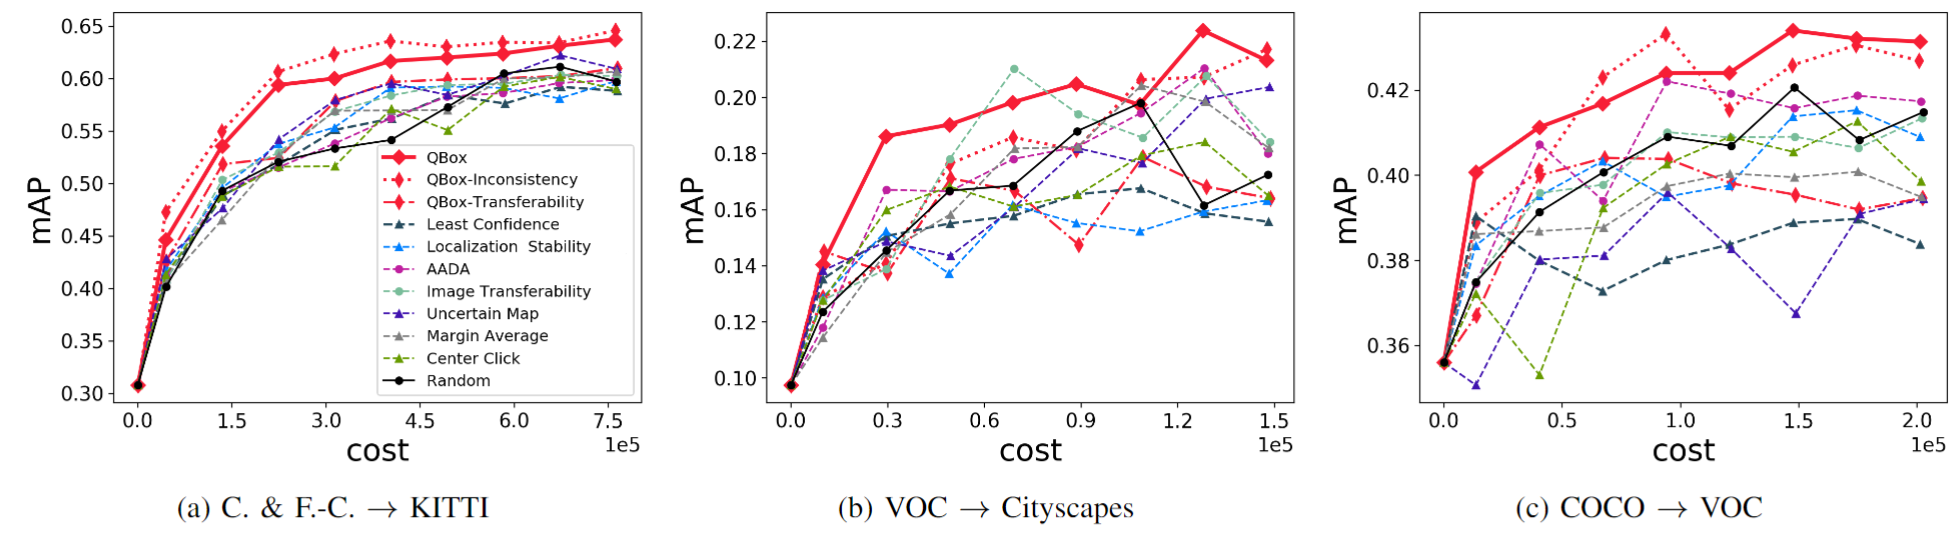 0.65
0.60
0.55
0.50
0.45
0.40
0.35
0.30
mAP
QBox
QBox-Inconsistency
QBox-Transferability
Least Confidence
Localization Stability
AADA
Image Transferability
Uncertain Map
Margin Average
Center Click
Random
0.0 1.5 3.0 4.5 6.0 7.5
1e5
cost
(a) C. & F.-C. → KITTI
0.22
0.20
0.18
0.16
0.14
0.12
0.10
mAP
0.0 0.3 0.6 0.9 1.2 1.5
1e5
cost
(b) VOC → Cityscapes
0.42
0.40
0.38
0.36
mAP
0.0 0.5 1.0 1.5 2.0
1e5
cost
(c) COCO → VOC